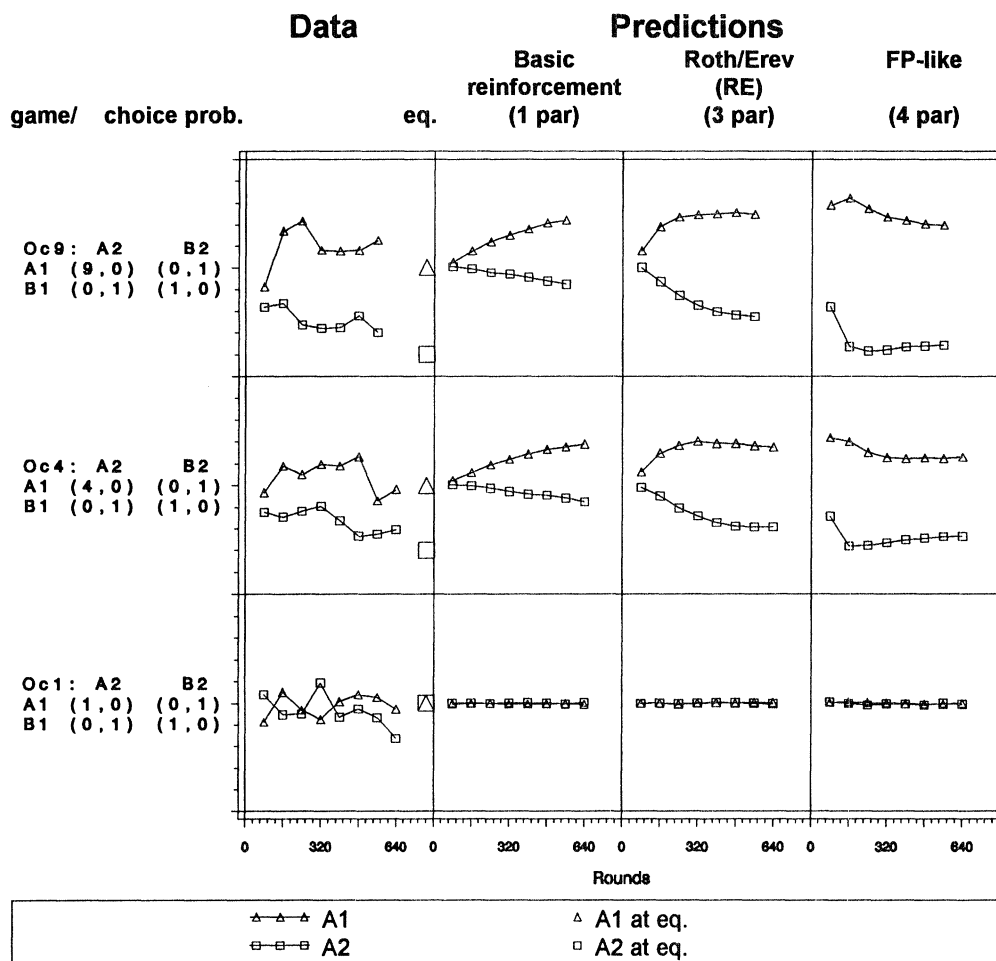 Data Predictions
Basic reinforcement (1 par)
Roth/Erev (RE) (3 par)
FP-like (4 par)
game/ choice prob. eq.
Oc9: A2 B2
A1 (9,0) (0,1)
B1 (0,1) (1,0)
Oc4: A2 B2
A1 (4,0) (0,1)
B1 (0,1) (1,0)
Oc1: A2 B2
A1 (1,0) (0,1)
B1 (0,1) (1,0)
0 320 640 0 320 640 0 320 640 0 320 640
Rounds
A1 A1 at eq.
A2 A2 at eq.